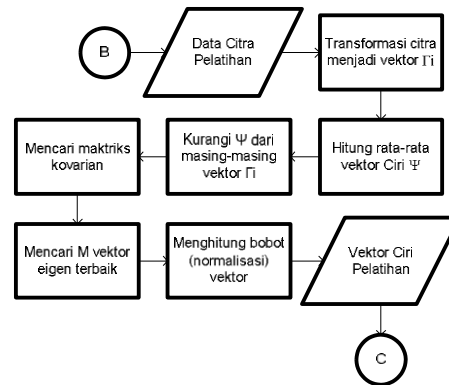 B
Data Citra
Pelatihan
Transformasi citra
menjadi vektor Γi
Hitung rata-rata
vektor Ciri Ψ
Kurangi Ψ dari
masing-masing
vektor Γi
Mencari maktriks
kovarian
Mencari M vektor
eigen terbaik
Menghitung bobot
(normalisasi)
vektor
Vektor Ciri
Pelatihan
C